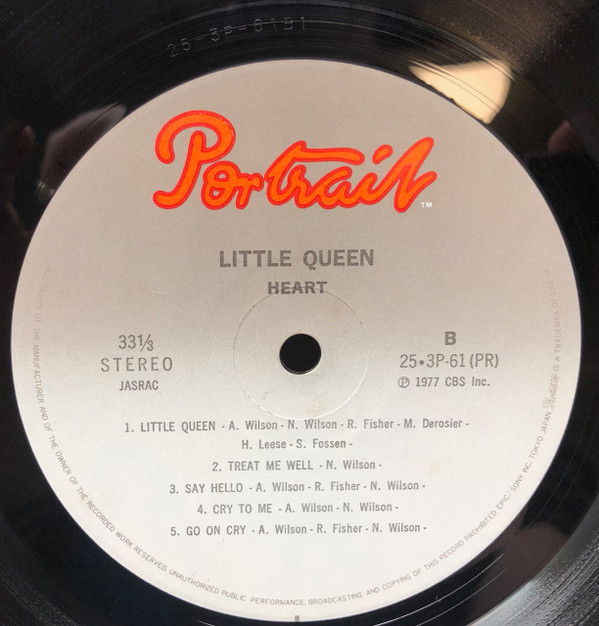 25-3P-61B1
Portrait
TM
LITTLE QUEEN
HEART
33 1/3
STEREO
JASRAC
B
25•3P-61(PR)
Ⓟ 1977 CBS Inc.
1. LITTLE QUEEN - A. Wilson - N. Wilson - R. Fisher - M. Derosier -
H. Leese - S. Fossen -
2. TREAT ME WELL - N. Wilson -
3. SAY HELLO - A. Wilson - R. Fisher - N. Wilson -
4. CRY TO ME - A. Wilson - N. Wilson -
5. GO ON CRY - A. Wilson - R. Fisher - N. Wilson -
OF THE MANUFACTURER AND OF THE OWNER OF THE RECORDED WORK RESERVED. UNAUTHORIZED PUBLIC PERFORMANCE, BROADCASTING AND COPYING OF THIS RECORD PROHIBITED EPIC/SONY INC. TOKYO JAPAN IS A TRADEMARK OF CBS